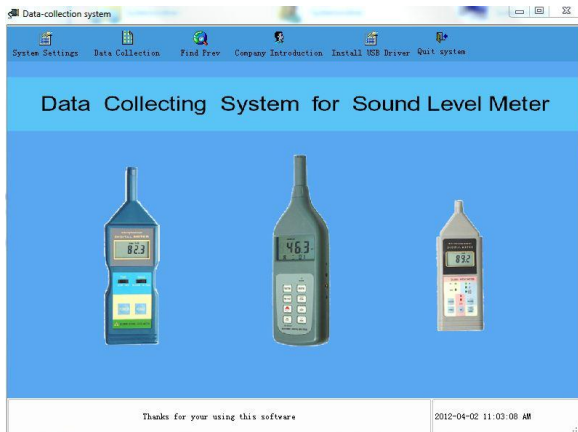 Data-collection system
System Settings Data Collection Find Prev Company Introduction Install USB Driver Quit system
Data Collecting System for Sound Level Meter
82.3
46.3
89.2
Thanks for your using this software
2012-04-02 11:03:08 AM